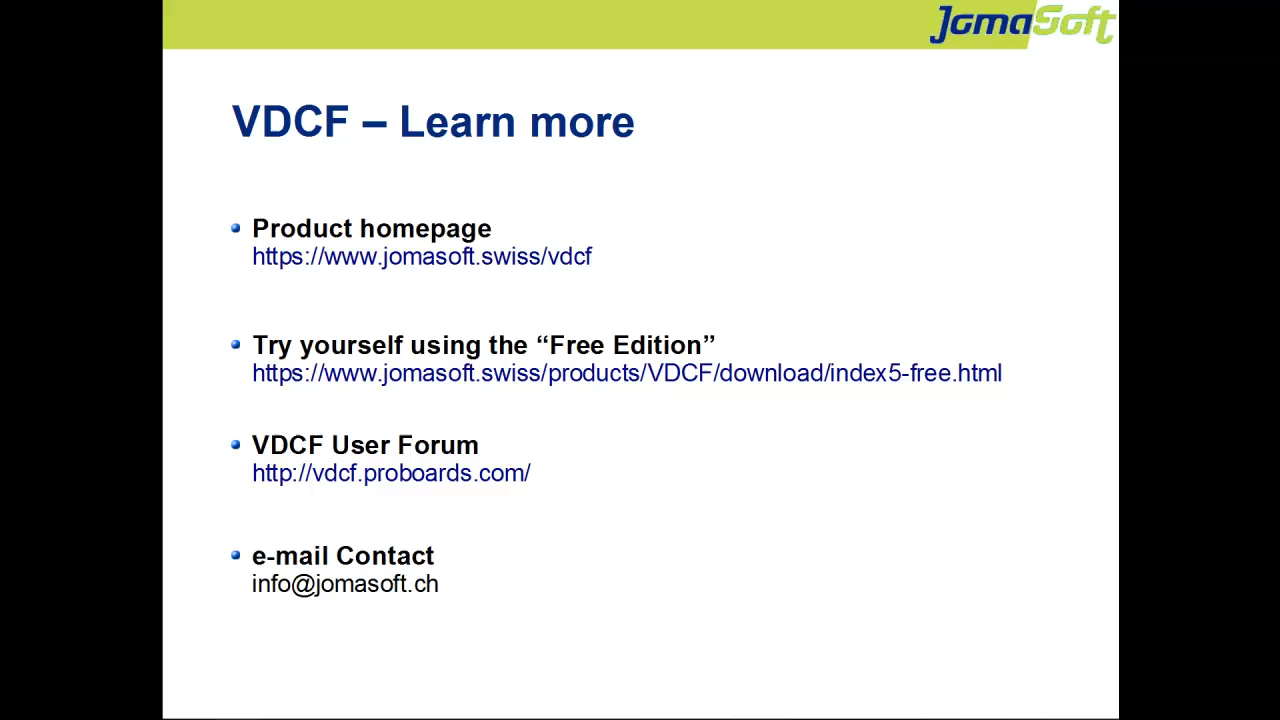 JomaSoft
VDCF – Learn more
Product homepage
https://www.jomasoft.swiss/vdcf
Try yourself using the “Free Edition”
https://www.jomasoft.swiss/products/VDCF/download/index5-free.html
VDCF User Forum
http://vdcf.proboards.com/
e-mail Contact
info@jomasoft.ch